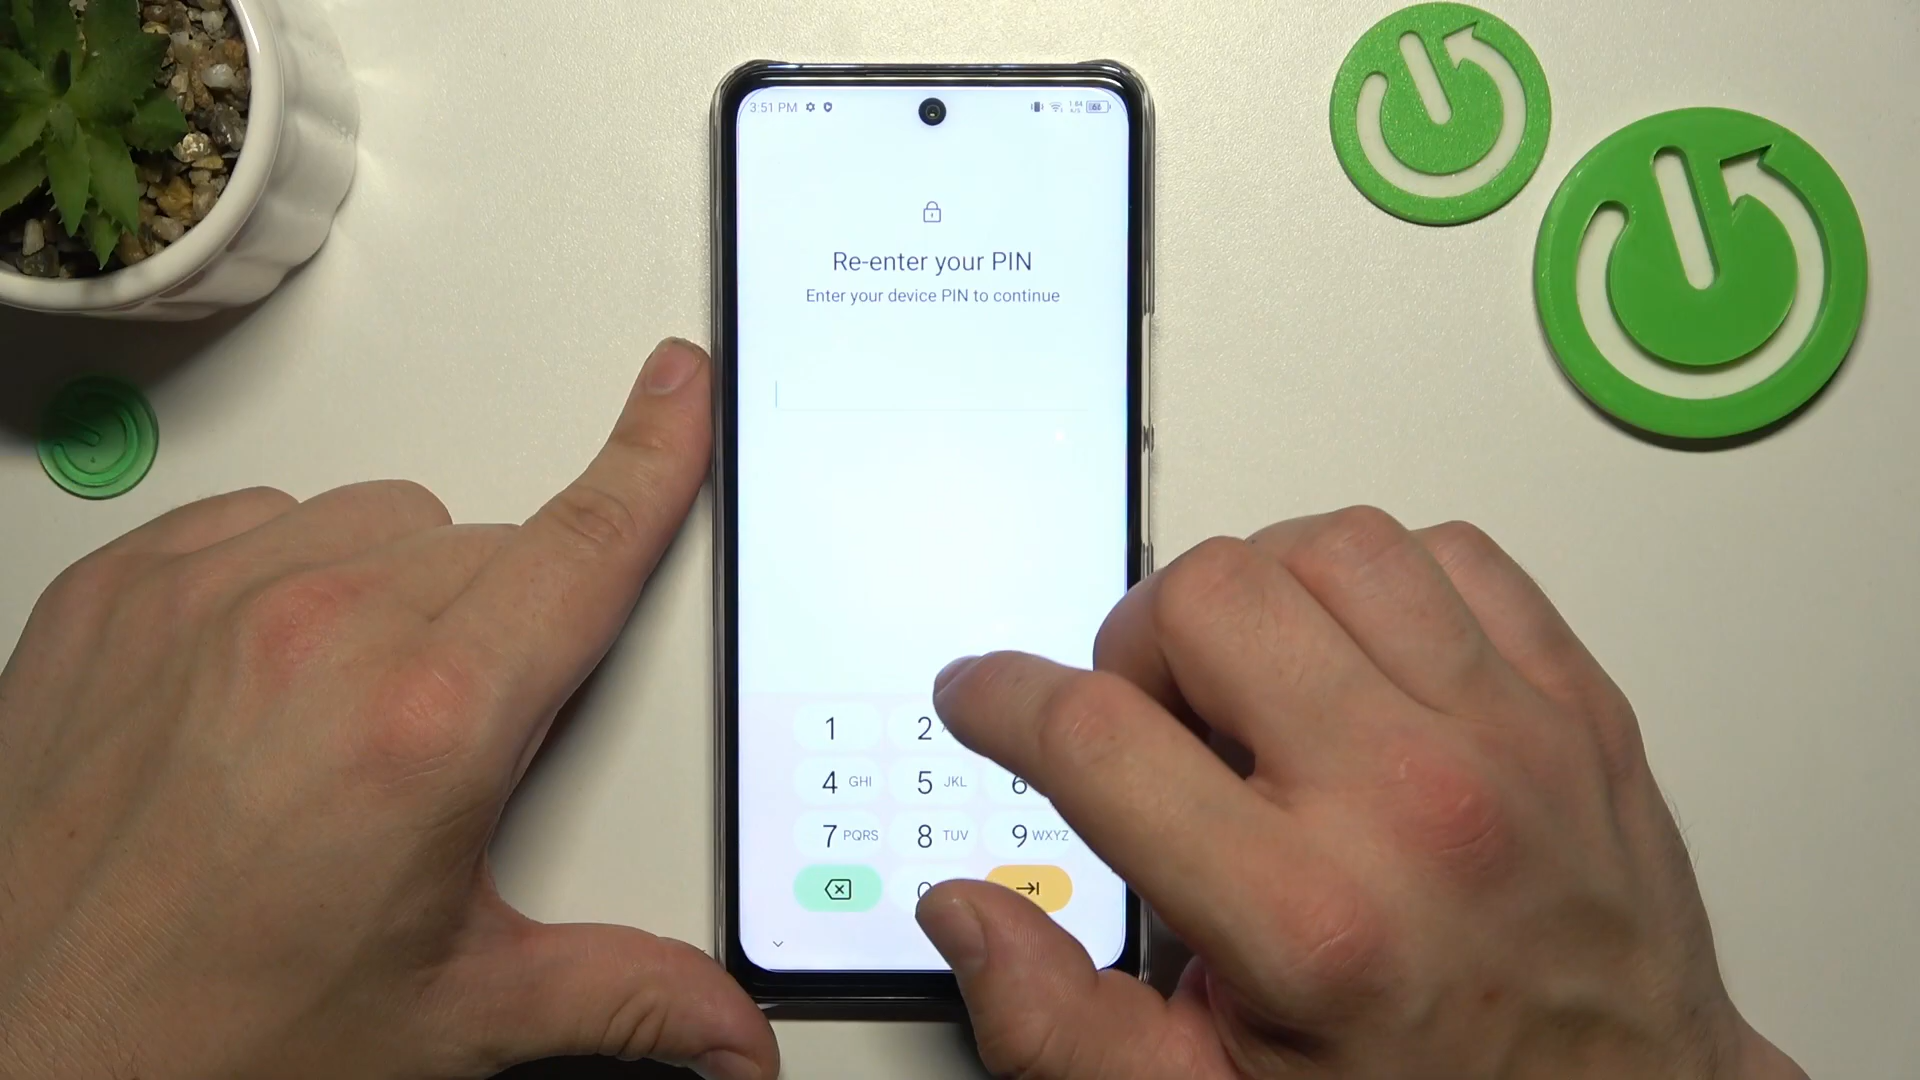 3:51 PM
Re-enter your PIN
Enter your device PIN to continue
1
2
4 GHI
5 JKL
6
7 PQRS
8 TUV
9 WXYZ